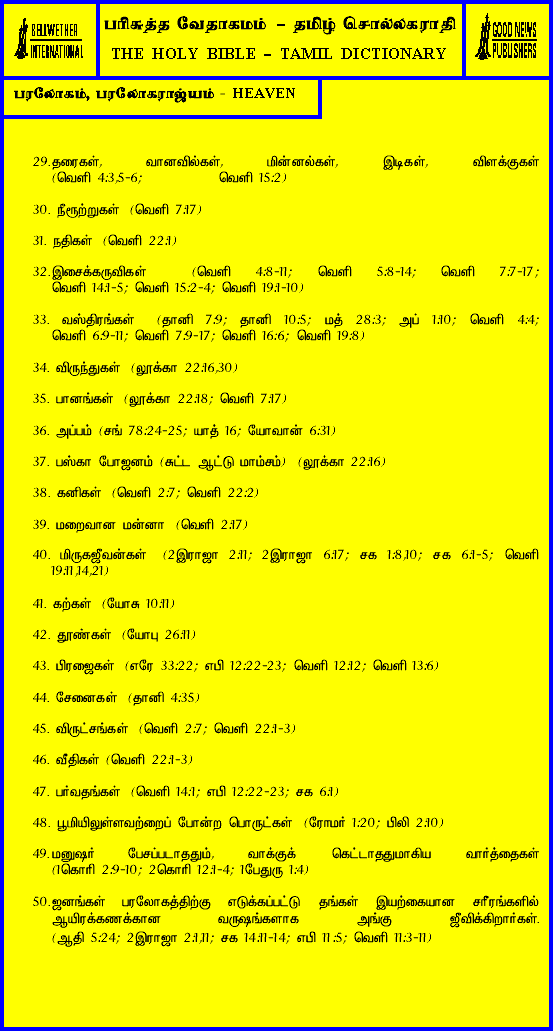 BELLWETHER
INTERNATIONAL
பரிசுத்த வேதாகமம் - தமிழ் சொல்லகராதி
THE HOLY BIBLE - TAMIL DICTIONARY
GOOD NEWS
PUBLISHERS
பரலோகம், பரலோகராஜ்யம் - HEAVEN
29.தரைகள், வானவில்கள், மின்னல்கள், இடிகள், விளக்குகள்
(வெளி 4:3,5-6; வெளி 15:2)
30. நீரூற்றுகள் (வெளி 7:17)
31. நதிகள் (வெளி 22:1)
32.இசைக்கருவிகள் (வெளி 4:8-11; வெளி 5:8-14; வெளி 7:7-17;
வெளி 14:1-5; வெளி 15:2-4; வெளி 19:1-10)
33. வஸ்திரங்கள் (தானி 7:9; தானி 10:5; மத் 28:3; அப் 1:10; வெளி 4:4;
வெளி 6:9-11; வெளி 7:9-17; வெளி 16:6; வெளி 19:8)
34. விருந்துகள் (லூக்கா 22:16,30)
35. பானங்கள் (லூக்கா 22:18; வெளி 7:17)
36. அப்பம் (சங் 78:24-25; யாத் 16; யோவான் 6:31)
37. பஸ்கா போஜனம் (சுட்ட ஆட்டு மாம்சம்) (லூக்கா 22:16)
38. கனிகள் (வெளி 2:7; வெளி 22:2)
39. மறைவான மன்னா (வெளி 2:17)
40. மிருகஜீவன்கள் (2இராஜா 2:11; 2இராஜா 6:17; சக 1:8,10; சக 6:1-5; வெளி
19:11,14,21)
41. கற்கள் (யோசு 10:11)
42. தூண்கள் (யோபு 26:11)
43. பிரஜைகள் (எரே 33:22; எபி 12:22-23; வெளி 12:12; வெளி 13:6)
44. சேனைகள் (தானி 4:35)
45. விருட்சங்கள் (வெளி 2:7; வெளி 22:1-3)
46. வீதிகள் (வெளி 22:1-3)
47. பர்வதங்கள் (வெளி 14:1; எபி 12:22-23; சக 6:1)
48. பூமியிலுள்ளவற்றைப் போன்ற பொருட்கள் (ரோமர் 1:20; பிலி 2:10)
49.மனுஷர் பேசப்படாததும், வாக்குக் கெட்டாததுமாகிய வார்த்தைகள்
(1கொரி 2:9-10; 2கொரி 12:1-4; 1பேதுரு 1:4)
50.ஜனங்கள் பரலோகத்திற்கு எடுக்கப்பட்டு தங்கள் இயற்கையான சரீரங்களில்
ஆயிரக்கணக்கான வருஷங்களாக அங்கு ஜீவிக்கிறார்கள்.
(ஆதி 5:24; 2இராஜா 2:1,11; சக 14:11-14; எபி 11:5; வெளி 11:3-11)